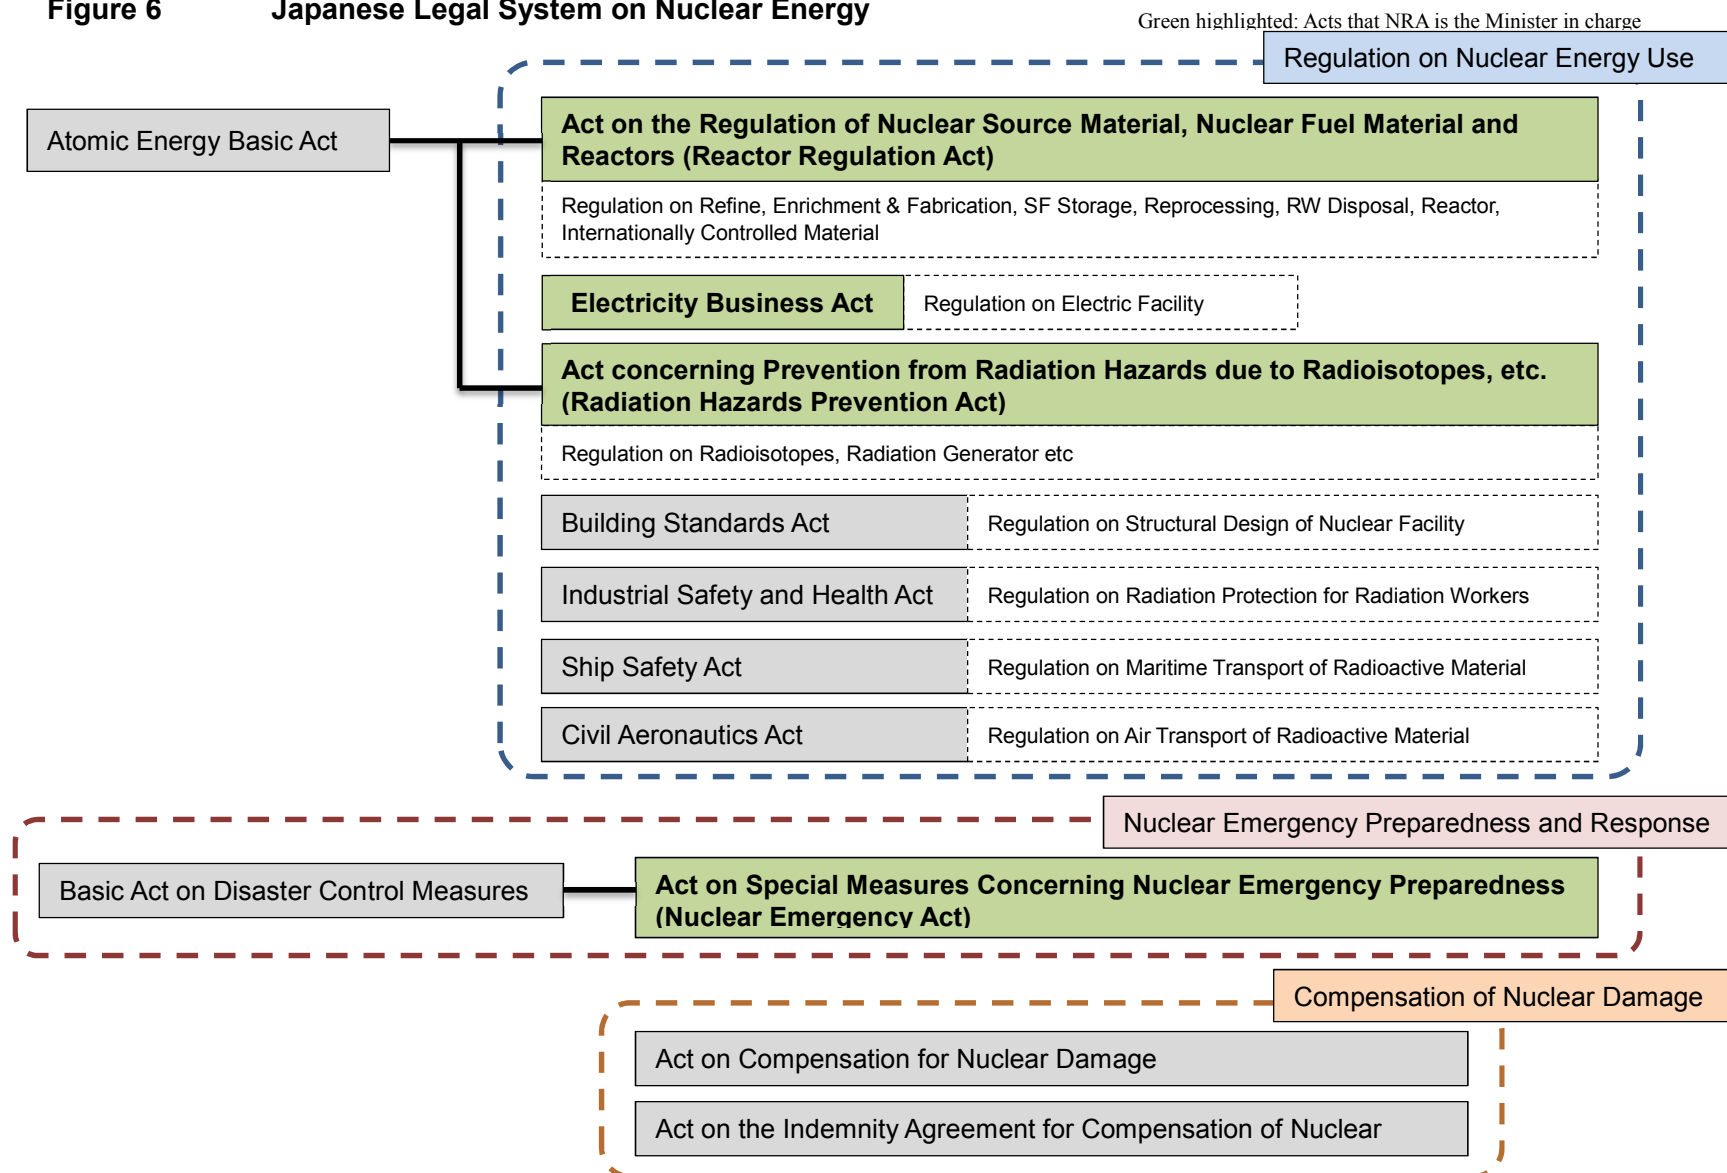 Figure 6 Japanese Legal System on Nuclear Energy
Green highlighted: Acts that NRA is the Minister in charge
Regulation on Nuclear Energy Use
Atomic Energy Basic Act
Act on the Regulation of Nuclear Source Material, Nuclear Fuel Material and
Reactors (Reactor Regulation Act)
Regulation on Refine, Enrichment & Fabrication, SF Storage, Reprocessing, RW Disposal, Reactor,
Internationally Controlled Material
Electricity Business Act
Regulation on Electric Facility
Act concerning Prevention from Radiation Hazards due to Radioisotopes, etc.
(Radiation Hazards Prevention Act)
Regulation on Radioisotopes, Radiation Generator etc
Building Standards Act
Regulation on Structural Design of Nuclear Facility
Industrial Safety and Health Act
Regulation on Radiation Protection for Radiation Workers
Ship Safety Act
Regulation on Maritime Transport of Radioactive Material
Civil Aeronautics Act
Regulation on Air Transport of Radioactive Material
Nuclear Emergency Preparedness and Response
Basic Act on Disaster Control Measures
Act on Special Measures Concerning Nuclear Emergency Preparedness
(Nuclear Emergency Act)
Compensation of Nuclear Damage
Act on Compensation for Nuclear Damage
Act on the Indemnity Agreement for Compensation of Nuclear